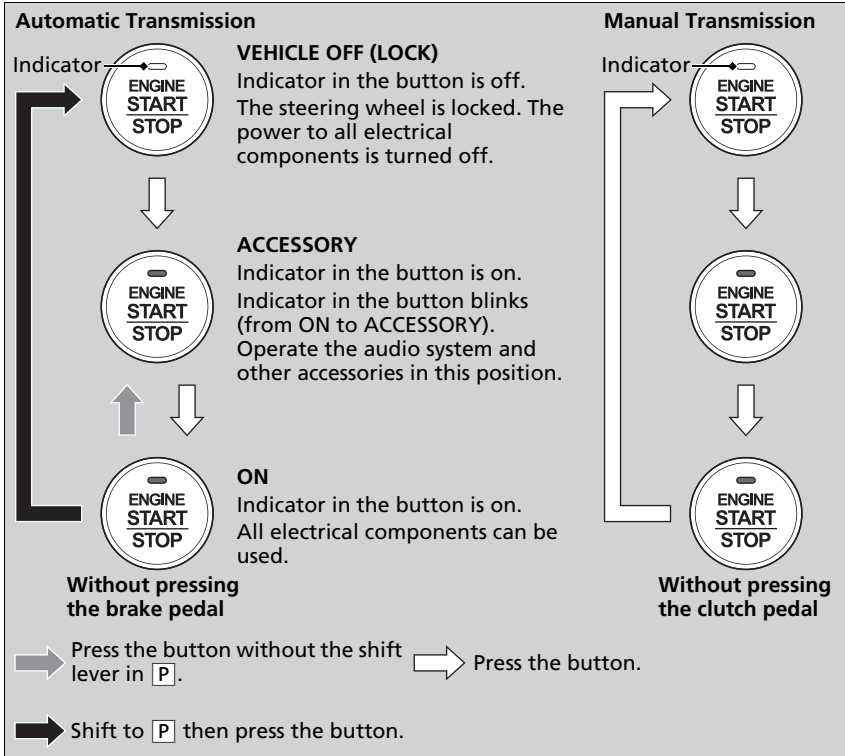 Automatic Transmission
Manual Transmission
Indicator
ENGINE
START
STOP
VEHICLE OFF (LOCK)
Indicator in the button is off.
The steering wheel is locked. The
power to all electrical
components is turned off.
Indicator
ENGINE
START
STOP
ENGINE
START
STOP
ACCESSORY
Indicator in the button is on.
Indicator in the button blinks
(from ON to ACCESSORY).
Operate the audio system and
other accessories in this position.
ENGINE
START
STOP
ENGINE
START
STOP
ON
Indicator in the button is on.
All electrical components can be
used.
ENGINE
START
STOP
Without pressing
the brake pedal
Without pressing
the clutch pedal
Press the button without the shift
lever in P.
Press the button.
Shift to P then press the button.